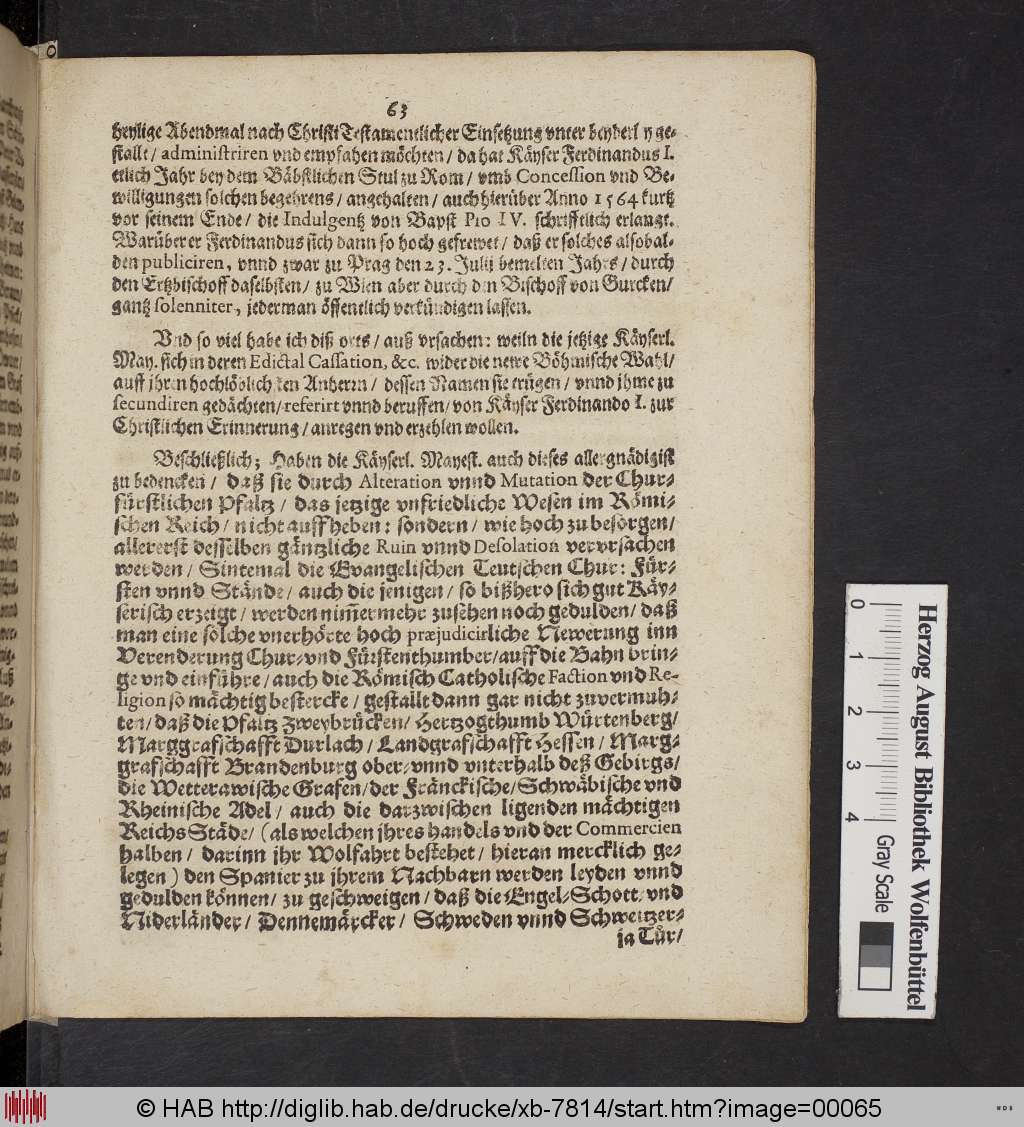 63
heylige Abendmal nach Christi Testamentlicher Einsetzung vnter beyderley ge-
stallt / administriren vnd empfahen möchten / da hat Käyser Ferdinandus I.
etlich Jahr bey dem Bäbstlichen Stul zu Rom / vmb Concession vnd Be-
willigungen solchen begehrens / angehalten / auch hierüber Anno 1564 kurtz
vor seinem Ende / die Indulgentz von Bapst Pio IV. schrifftlich erlangt.
Warüber er Ferdinandus sich dann so hoch gefrewet / daß er solches alsobal-
den publiciren, vnnd zwar zu Prag den 23. Julij bemelten Jahrs / durch
den Ertzbischoff daselbsten / zu Wien aber durch den Bischoff von Gurcken /
gantz solenniter, jederman öffentlich verkündigen lassen.
Vnd so viel habe ich diß orts / auß vrsachen: weiln die jetzige Käyserl.
May. sich in deren Edictal Cassation, &c. wider die newe Böhmische Wahl /
auff jhren hochlöblichsten Anherrn / dessen Namen sie trügen / vnnd jhme zu
secundiren gedächten / referirt vnnd beruffen / von Käyser Ferdinando I. zur
Christlichen Erinnerung / anregen vnd erzehlen wollen.
Beschließlich; Haben die Käyserl. Mayest. auch dieses allergnädigist
zu bedencken / daß sie durch Alteration vnnd Mutation der Chur-
fürstlichen Pfaltz / das jetzige vnfriedliche Wesen im Römi-
schen Reich / nicht auffheben: sondern / wie hoch zu besorgen /
allererst desselben gäntzliche Ruin vnnd Desolation vervrsachen
werden / Sintemal die Evangelischen Teutschen Chur: Für-
sten vnnd Stände / auch die jenigen / so bißhero sich gut Käy-
serisch erzeigt / werden nim̃ermehr zusehen noch gedulden / daß
man eine solche vnerhörte hoch præjudicirliche Newerung inn
Verenderung Chur- vnd Fürstenthumber / auff die Bahn brin-
ge vnd einführe / auch die Römisch Catholische Faction vnd Re-
ligion so mächtig bestercke / gestallt dann gar nicht zuvermuh-
ten / daß die Pfaltz Zweybrücken / Hertzogthumb Würtenberg /
Marggrafschafft Durlach / Landgrafschafft Hessen / Marg-
grafschafft Brandenburg ober- vnnd vnterhalb deß Gebirgs /
die Wetterawische Grafen / der Fränckische / Schwäbische vnd
Rheinische Adel / auch die darzwischen ligenden mächtigen
ReichsStäde / (als welchen jhres handels vnd der Commercien
halben / darinn jhr Wolfahrt bestehet / hieran mercklich ge-
legen) den Spanier zu jhrem Nachbarn werden leyden vnnd
gedulden können / zu geschweigen / daß die Engel- Schott- vnd
Niderländer / Dennemärcker / Schweden vnnd Schweitzer-
ja Tür /
0 1 2 3 4
Herzog August Bibliothek Wolfenbüttel
Gray Scale
© HAB http://diglib.hab.de/drucke/xb-7814/start.htm?image=00065